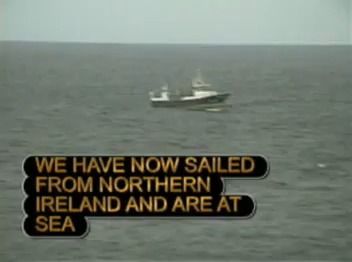 WE HAVE NOW SAILED
FROM NORTHERN
IRELAND AND ARE AT
SEA